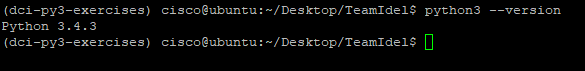 (dci-py3-exercises) cisco@ubuntu:~/Desktop/TeamIdel$ python3 --version
Python 3.4.3
(dci-py3-exercises) cisco@ubuntu:~/Desktop/TeamIdel$